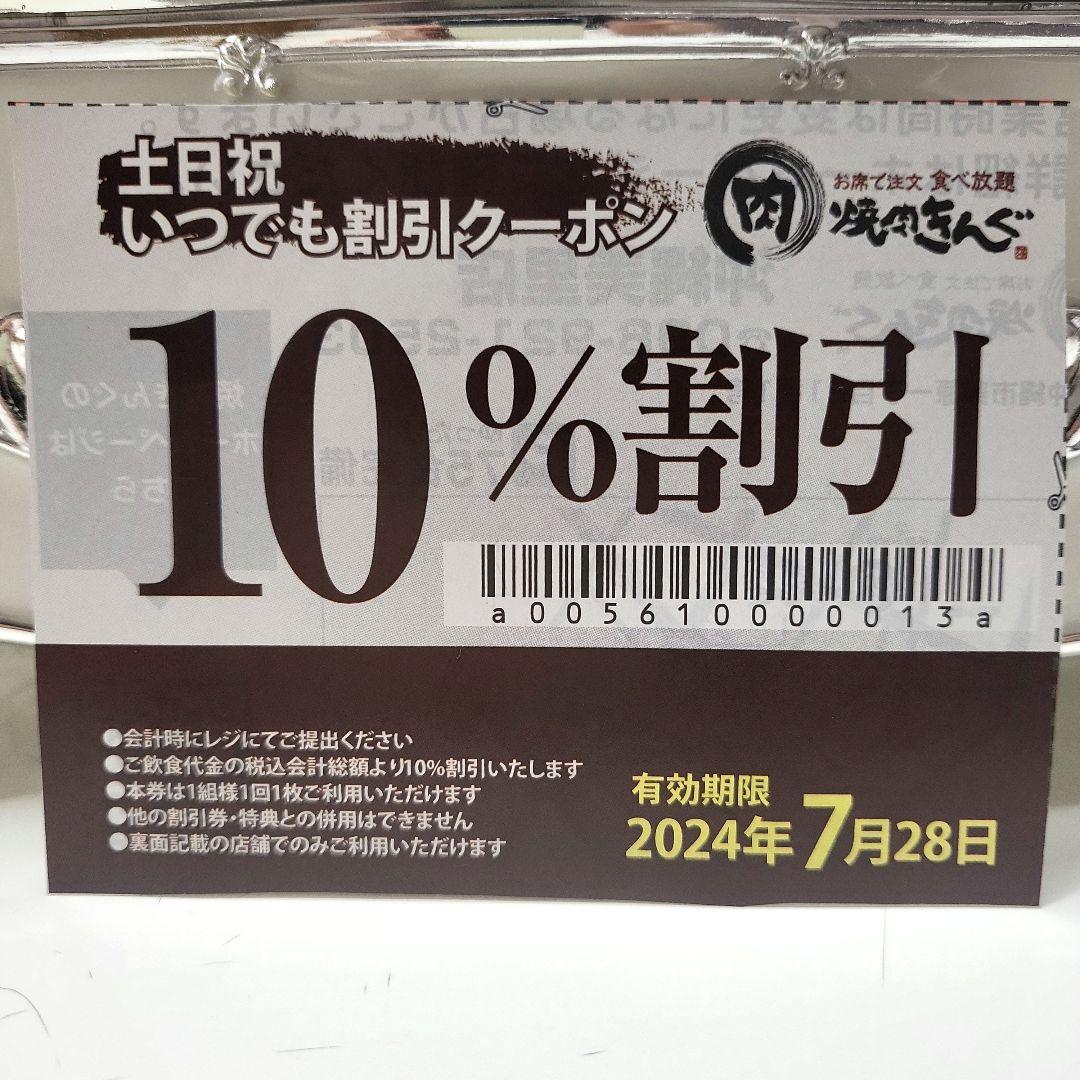 土日祝
いつでも割引クーポン
肉
お席で注文 食べ放題
焼肉きんぐ
10%割引
a0056100000013a
●会計時にレジにてご提出ください
●ご飲食代金の税込会計総額より10%割引いたします
●本券は1組様1回1枚ご利用いただけます
●他の割引券・特典との併用はできません
●裏面記載の店舗でのみご利用いただけます
有効期限
2024年7月28日